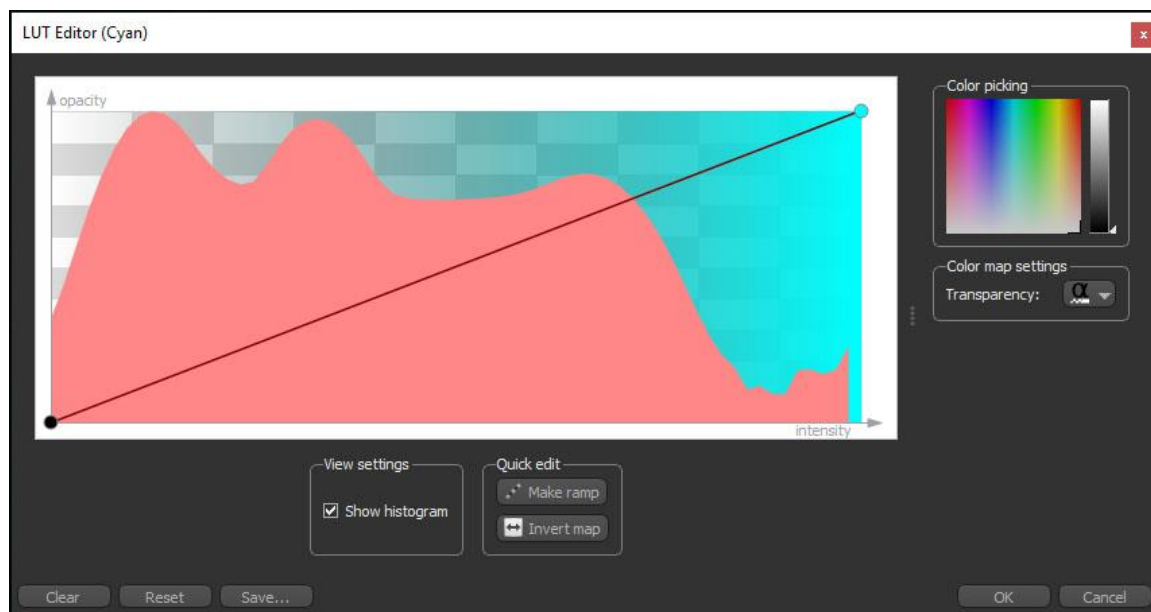 LUT Editor (Cyan)
x
opacity
intensity
Color picking
Color map settings
Transparency: α
View settings
Show histogram
Quick edit
Make ramp
Invert map
Clear Reset Save... OK Cancel